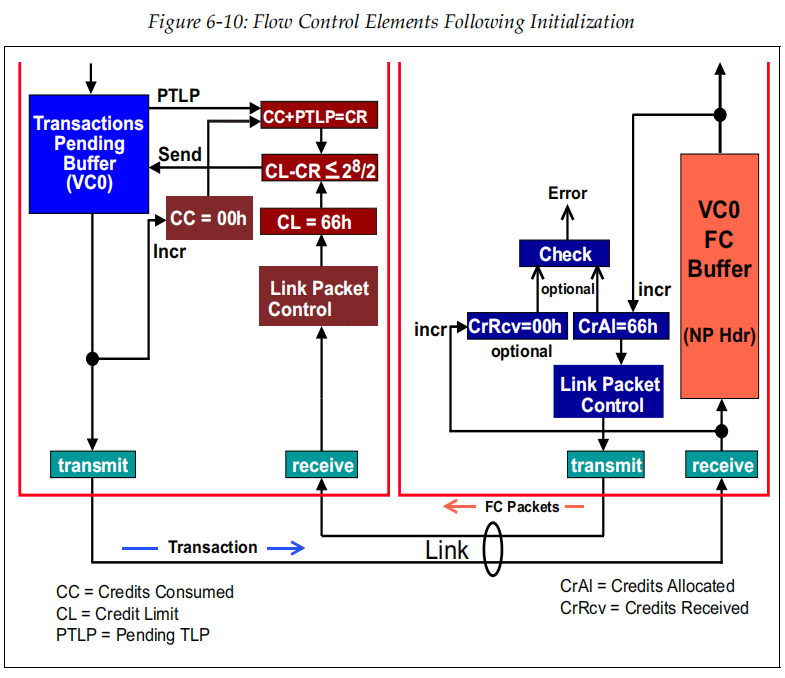 Figure 6-10: Flow Control Elements Following Initialization
PTLP
Transactions
Pending
Buffer
(VC0)
CC+PTLP=CR
Send
CL-CR ≤ 2⁸/2
CC = 00h
CL = 66h
Incr
Link Packet
Control
transmit
receive
Error
Check
optional
incr
CrRcv=00h
CrAl=66h
incr
optional
Link Packet
Control
VC0
FC
Buffer
(NP Hdr)
transmit
receive
FC Packets
Transaction
Link
CC = Credits Consumed
CL = Credit Limit
PTLP = Pending TLP
CrAl = Credits Allocated
CrRcv = Credits Received